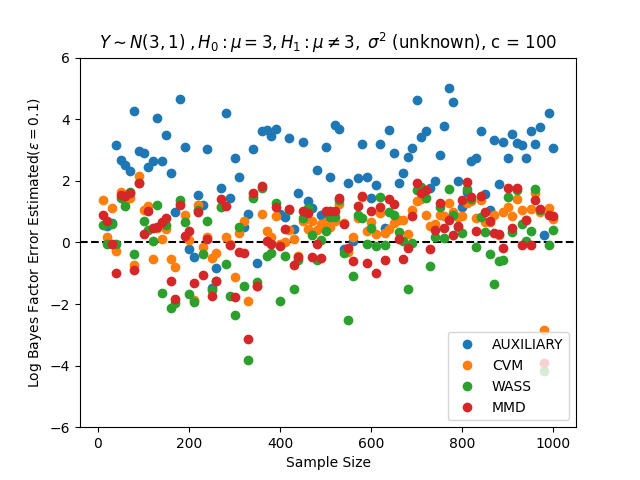 Y ∼ N(3, 1) , H₀ : μ = 3, H₁ : μ ≠ 3, σ² (unknown), c = 100
6
4
2
0
−2
−4
−6
Log Bayes Factor Error Estimated(ε = 0.1)
AUXILIARY
CVM
WASS
MMD
0
200
400
600
800
1000
Sample Size